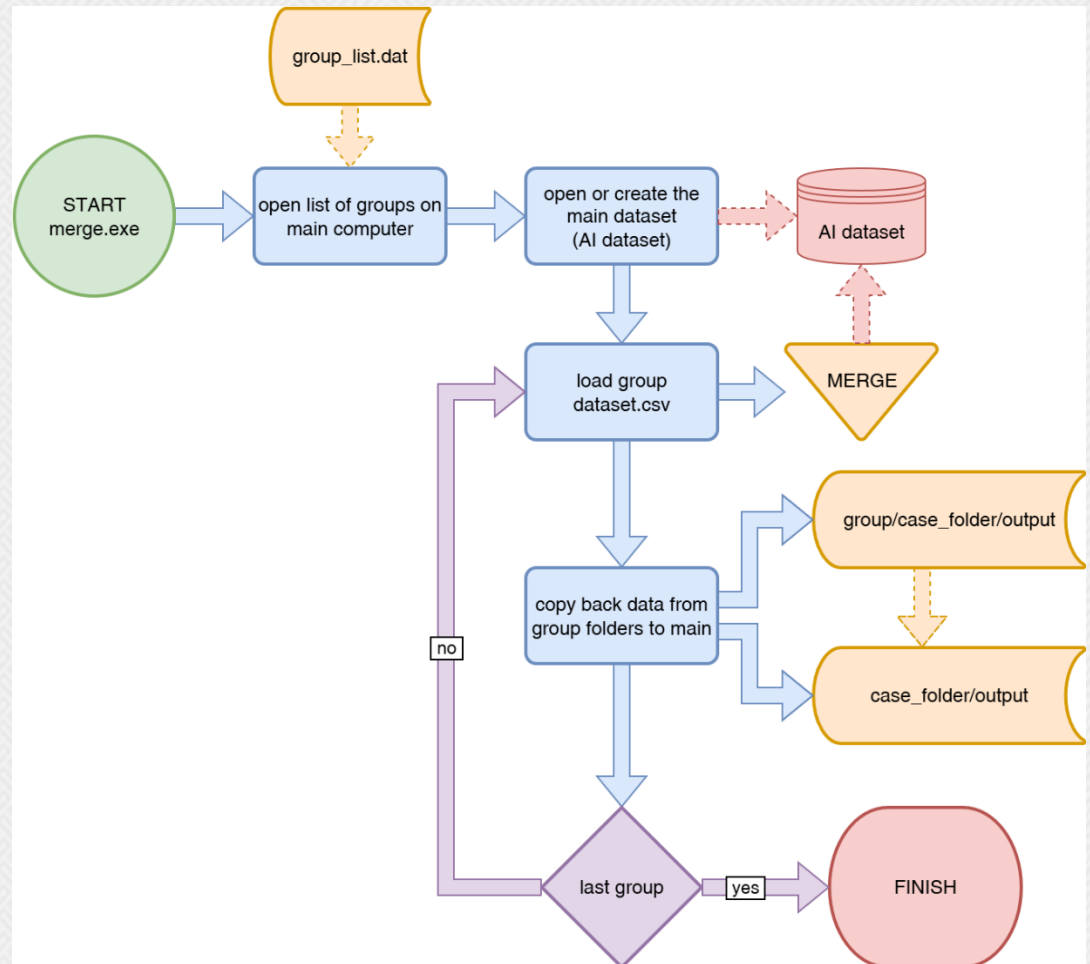 group_list.dat
START
merge.exe
open list of groups on
main computer
open or create the
main dataset
(AI dataset)
AI dataset
load group
dataset.csv
MERGE
group/case_folder/output
copy back data from
group folders to main
no
case_folder/output
last group
yes
FINISH